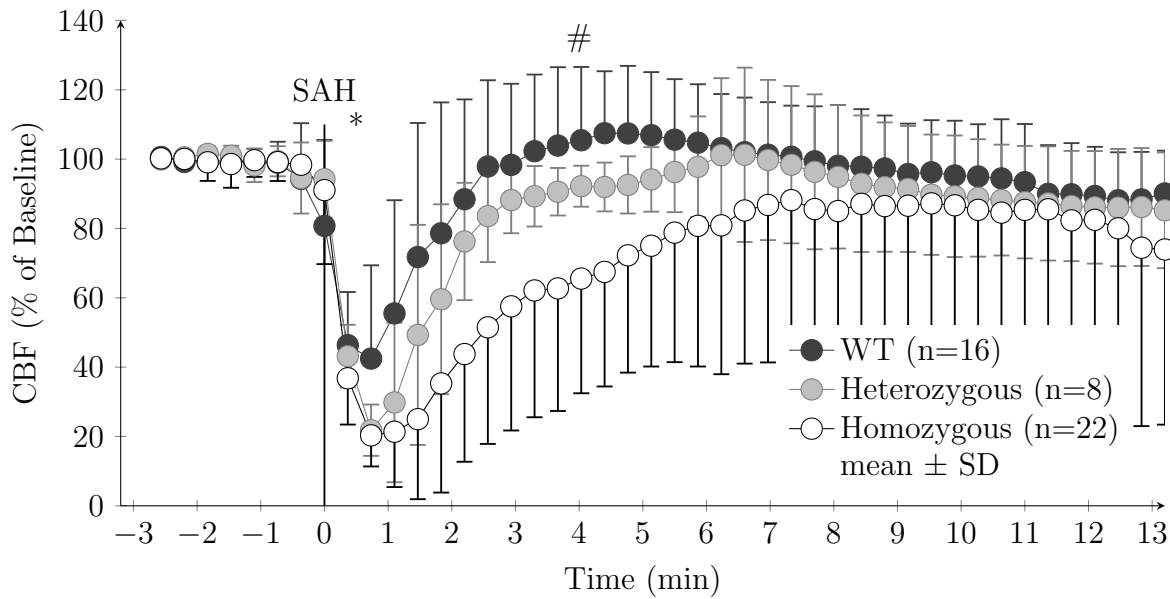 140
120
100
80
60
40
20
0
CBF (% of Baseline)
SAH
*
#
WT (n=16)
Heterozygous (n=8)
Homozygous (n=22)
mean ± SD
−3 −2 −1 0 1 2 3 4 5 6 7 8 9 10 11 12 13
Time (min)